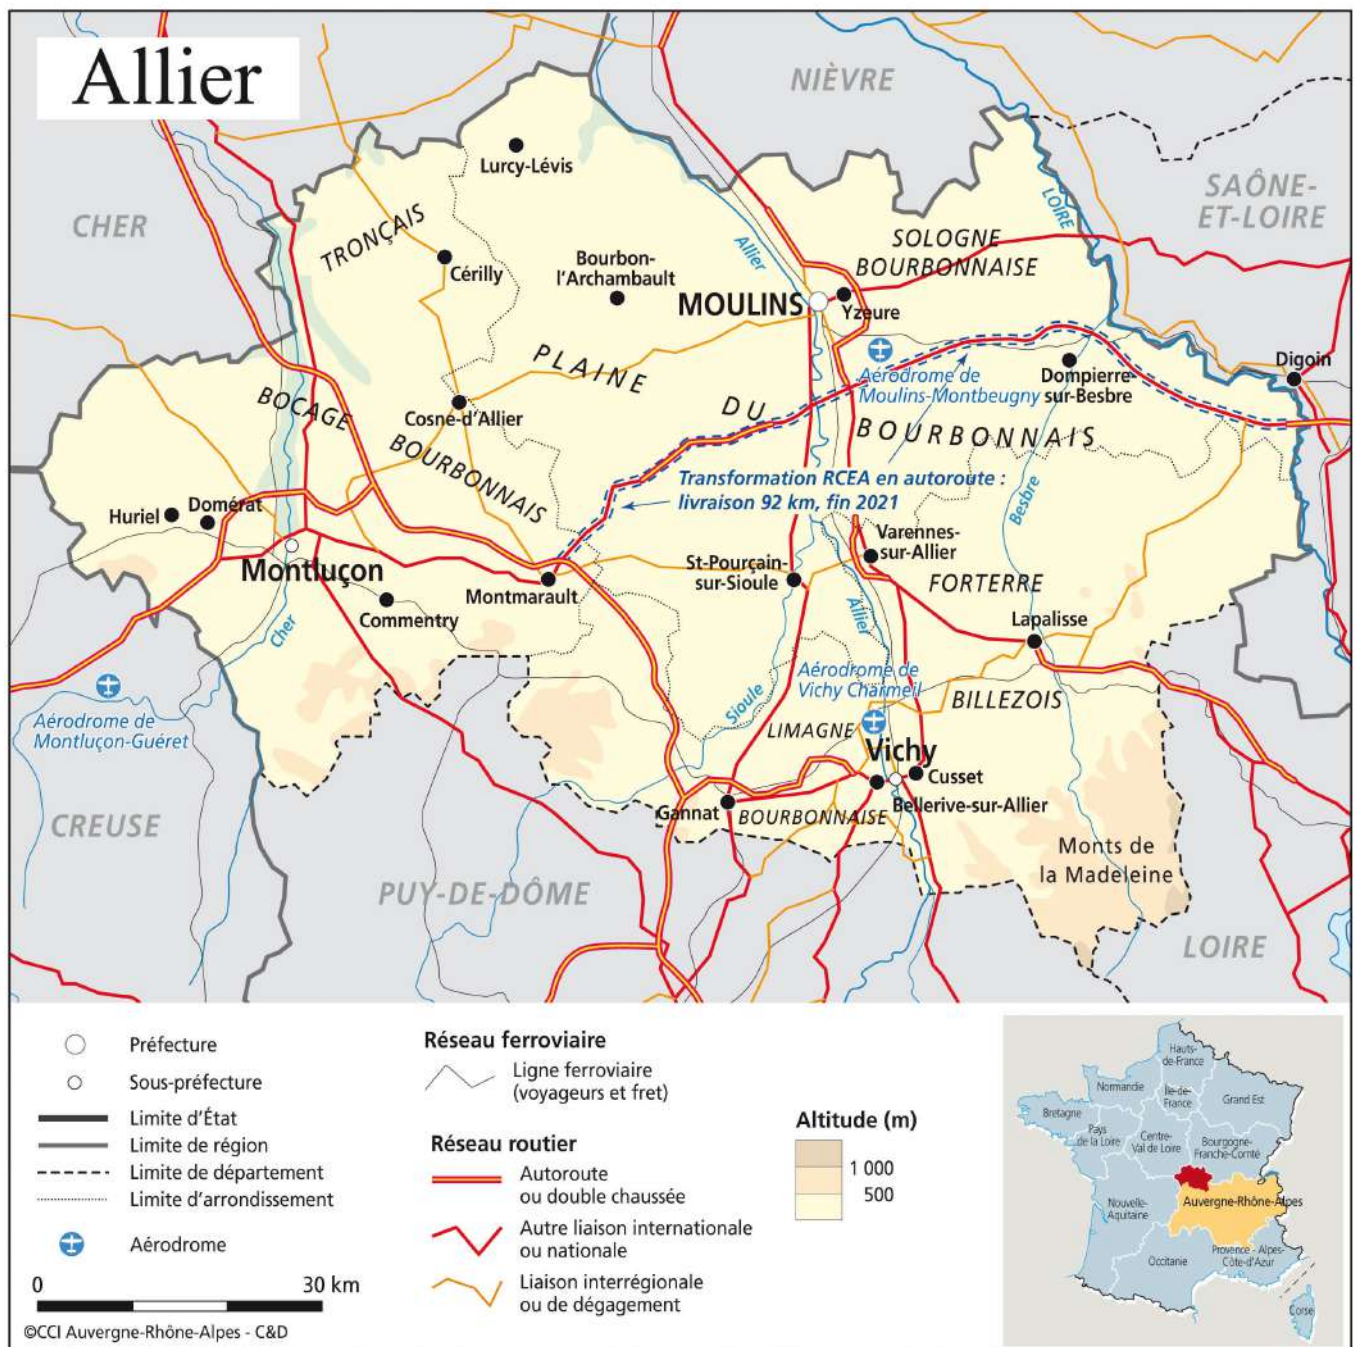 Allier
NIÈVRE
CHER
SAÔNE-
ET-LOIRE
Lurcy-Lévis
TRONÇAIS
LOIRE
Allier
SOLOGNE
BOURBONNAISE
Cérilly
Bourbon-
l'Archambault
MOULINS
Yzeure
PLAINE
Aérodrome de
Moulins-Montbeugny
Dompierre-
sur-Besbre
Digoin
BOCAGE
Cosne-d'Allier
DU
BOURBONNAIS
BOURBONNAIS
Transformation RCEA en autoroute :
livraison 92 km, fin 2021
Besbre
Huriel
Domérat
Varennes-
sur-Allier
Montluçon
St-Pourçain-
sur-Sioule
FORTERRE
Montmarault
Commentry
Cher
Allier
Lapalisse
Aérodrome de
Vichy Charmeil
Sioule
BILLEZOIS
Aérodrome de
Montluçon-Guéret
LIMAGNE
Vichy
Cusset
Gannat
BOURBONNAISE
Bellerive-sur-Allier
CREUSE
Monts de
la Madeleine
PUY-DE-DÔME
LOIRE
Préfecture
Sous-préfecture
Limite d'État
Limite de région
Limite de département
Limite d'arrondissement
Aérodrome
0 30 km
©CCI Auvergne-Rhône-Alpes - C&D
Réseau ferroviaire
Ligne ferroviaire
(voyageurs et fret)
Réseau routier
Autoroute
ou double chaussée
Autre liaison internationale
ou nationale
Liaison interrégionale
ou de dégagement
Altitude (m)
1 000
500
Hauts-
de-France
Normandie
Île-de-
France
Grand Est
Bretagne
Pays
de la Loire
Centre-
Val de Loire
Bourgogne-
Franche-Comté
Nouvelle-
Aquitaine
Auvergne-Rhône-Alpes
Occitanie
Provence - Alpes-
Côte-d'Azur
Corse